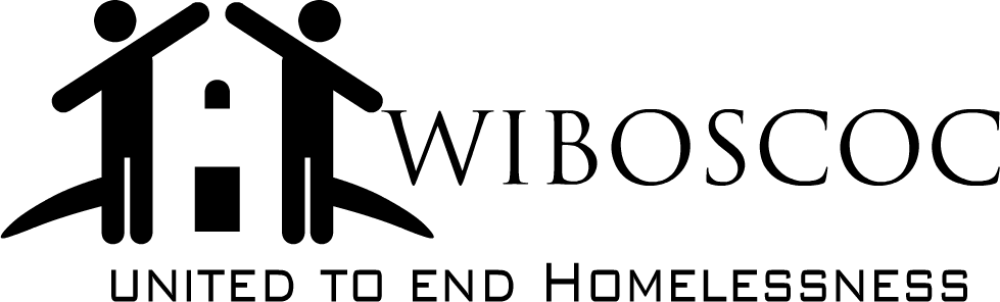 WIBOSCOC
UNITED TO END HOMELESSNESS